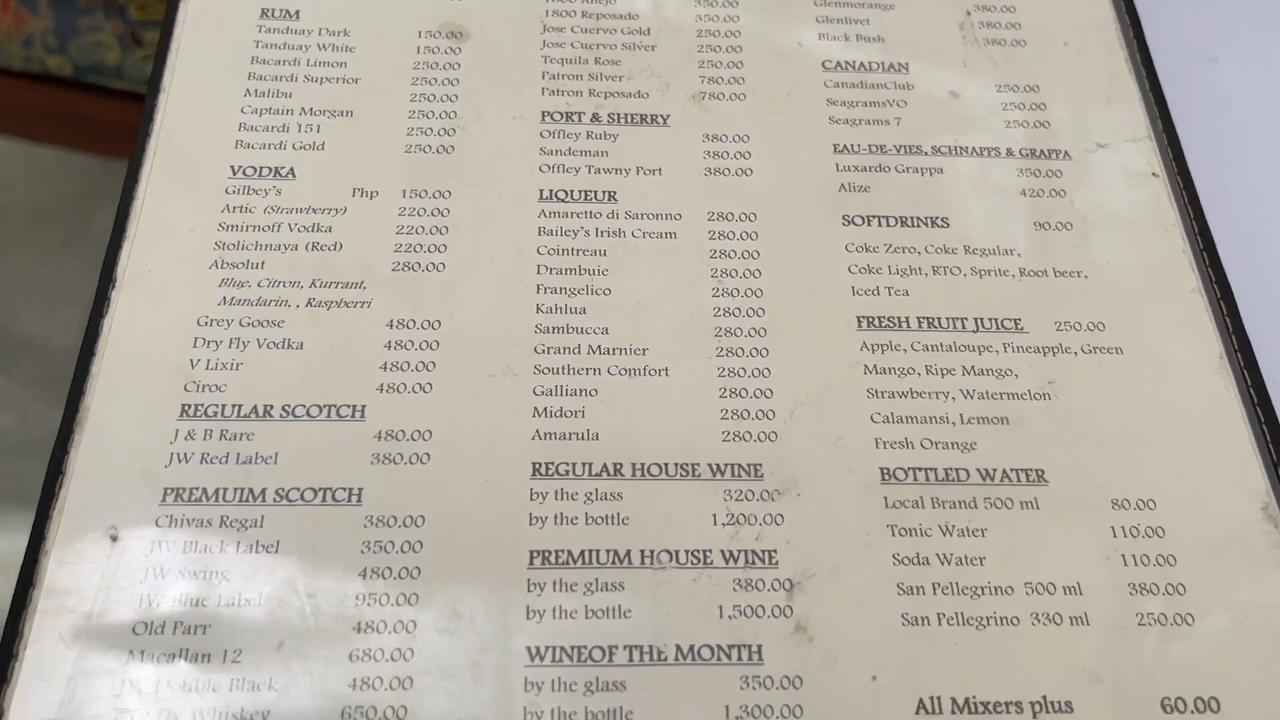 RUM
Tanduay Dark 150.00
Tanduay White 150.00
Bacardi Limon 250.00
Bacardi Superior 250.00
Malibu 250.00
Captain Morgan 250.00
Bacardi 151 250.00
Bacardi Gold 250.00
VODKA
Gilbey's Php 150.00
Artic (Strawberry) 220.00
Smirnoff Vodka 220.00
Stolichnaya (Red) 220.00
Absolut 280.00
Blue, Citron, Kurrant,
Mandarin, , Raspberri
Grey Goose 480.00
Dry Fly Vodka 480.00
V Lixir 480.00
Ciroc 480.00
REGULAR SCOTCH
J & B Rare 480.00
JW Red Label 380.00
PREMUIM SCOTCH
Chivas Regal 380.00
JW Black Label 350.00
JW Swing 480.00
JW Blue Label 950.00
Old Parr 480.00
Macallan 12 680.00
Double Black 480.00
Whiskey 650.00
1800 Reposado 350.00
Jose Cuervo Gold 250.00
Jose Cuervo Silver 250.00
Tequila Rose 250.00
Patron Silver 780.00
Patron Reposado 780.00
PORT & SHERRY
Offley Ruby 380.00
Sandeman 380.00
Offley Tawny Port 380.00
LIQUEUR
Amaretto di Saronno 280.00
Bailey's Irish Cream 280.00
Cointreau 280.00
Drambuie 280.00
Frangelico 280.00
Kahlua 280.00
Sambucca 280.00
Grand Marnier 280.00
Southern Comfort 280.00
Galliano 280.00
Midori 280.00
Amarula 280.00
REGULAR HOUSE WINE
by the glass 320.00
by the bottle 1,200.00
PREMIUM HOUSE WINE
by the glass 380.00
by the bottle 1,500.00
WINEOF THE MONTH
by the glass 350.00
by the bottle 1,300.00
Glenmorange 380.00
Glenlivet 380.00
Black Bush 380.00
CANADIAN
CanadianClub 250.00
SeagramsVO 250.00
Seagrams 7 250.00
EAU-DE-VIES, SCHNAPPS & GRAPPA
Luxardo Grappa 350.00
Alize 420.00
SOFTDRINKS 90.00
Coke Zero, Coke Regular,
Coke Light, RTO, Sprite, Root beer,
Iced Tea
FRESH FRUIT JUICE 250.00
Apple, Cantaloupe, Pineapple, Green
Mango, Ripe Mango,
Strawberry, Watermelon
Calamansi, Lemon
Fresh Orange
BOTTLED WATER
Local Brand 500 ml 80.00
Tonic Water 110.00
Soda Water 110.00
San Pellegrino 500 ml 380.00
San Pellegrino 330 ml 250.00
All Mixers plus 60.00